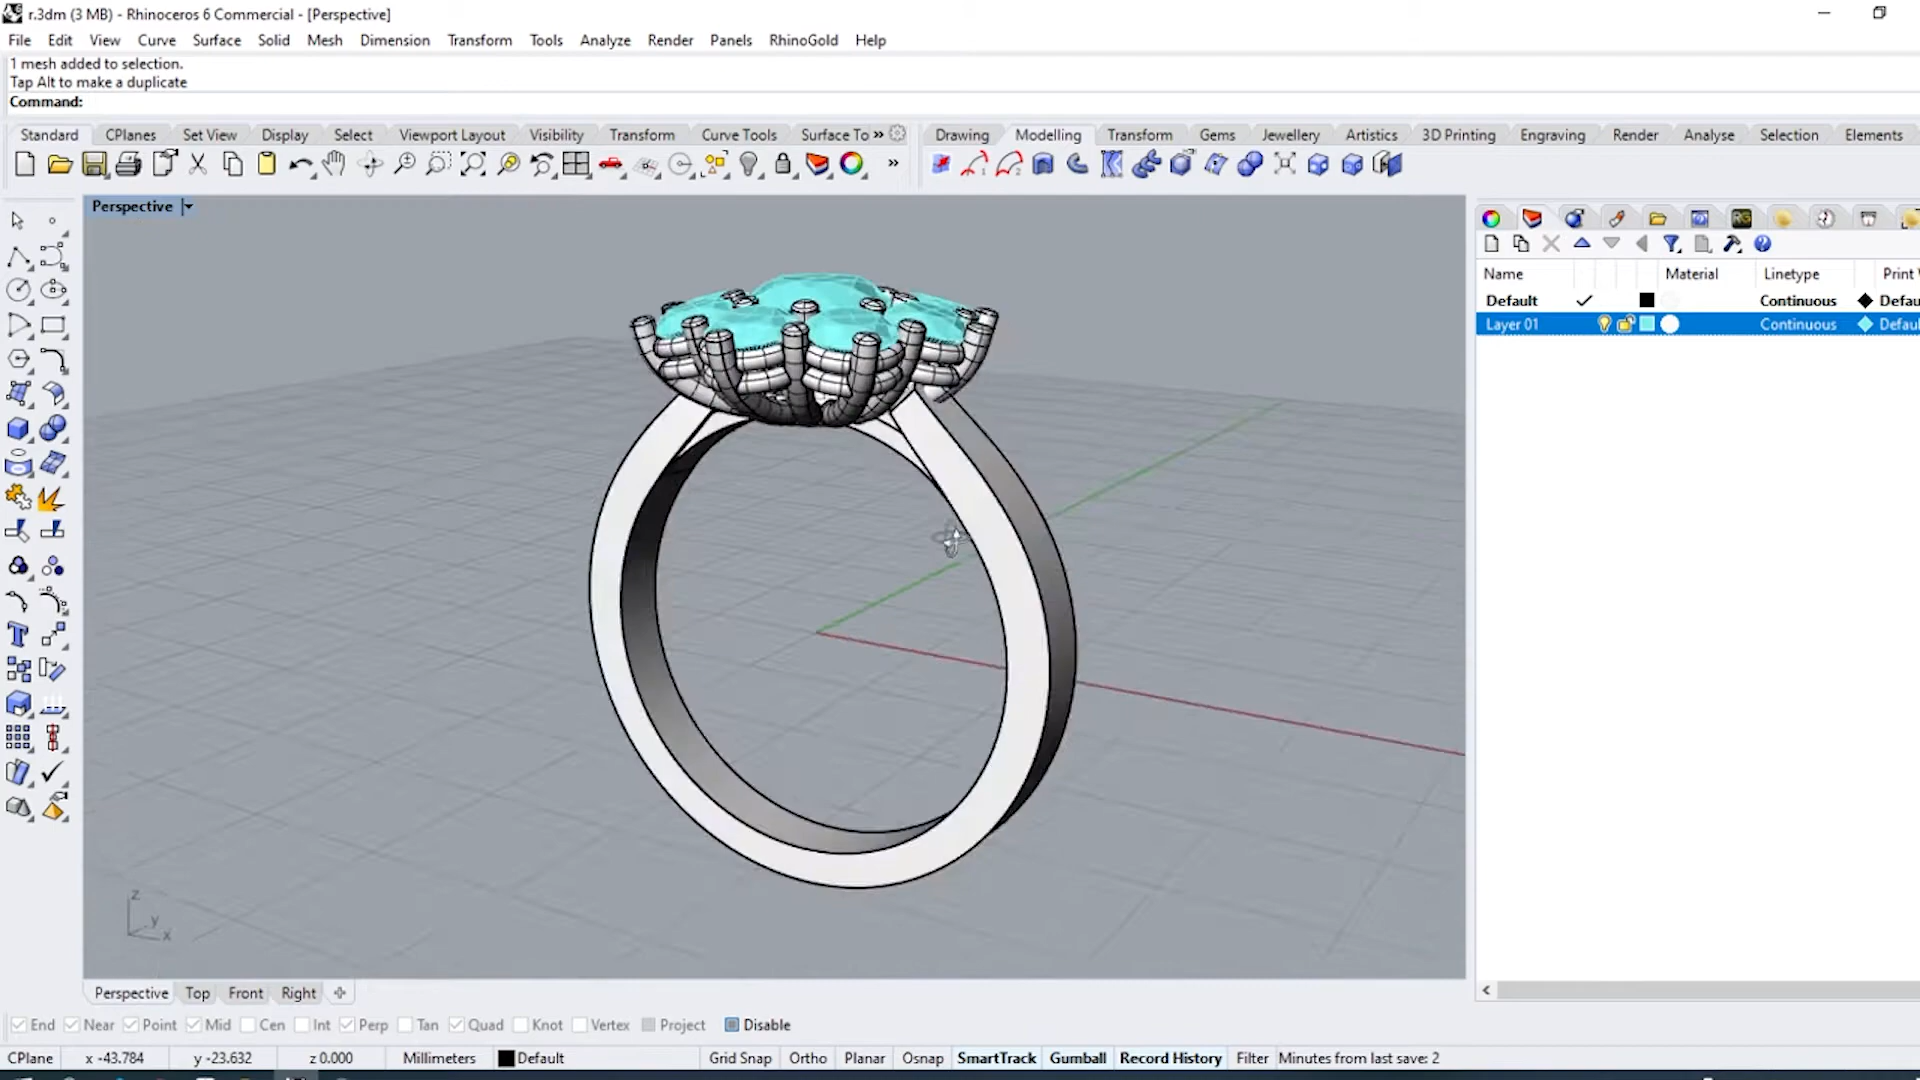 r.3dm (3 MB) - Rhinoceros 6 Commercial - [Perspective]
File Edit View Curve Surface Solid Mesh Dimension Transform Tools Analyze Render Panels RhinoGold Help
1 mesh added to selection.
Tap Alt to make a duplicate
Command:
Standard CPlanes Set View Display Select Viewport Layout Visibility Transform Curve Tools Surface To » Drawing Modelling Transform Gems Jewellery Artistics 3D Printing Engraving Render Analyse Selection Elements
»
Perspective
RG
Name Material Linetype Print
Default Continuous Defau
Layer 01 Continuous Defau
z
y
x
Perspective Top Front Right
End Near Point Mid Cen Int Perp Tan Quad Knot Vertex Project Disable
CPlane x -43.784 y -23.632 z 0.000 Millimeters Default Grid Snap Ortho Planar Osnap SmartTrack Gumball Record History Filter Minutes from last save: 2